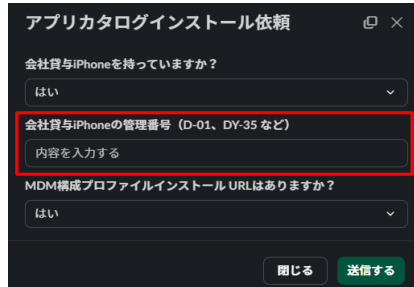 アプリカタログインストール依頼
会社貸与iPhoneを持っていますか？
はい
会社貸与iPhoneの管理番号（D-01、DY-35 など）
内容を入力する
MDM構成プロファイルインストール URLはありますか？
はい
閉じる 送信する